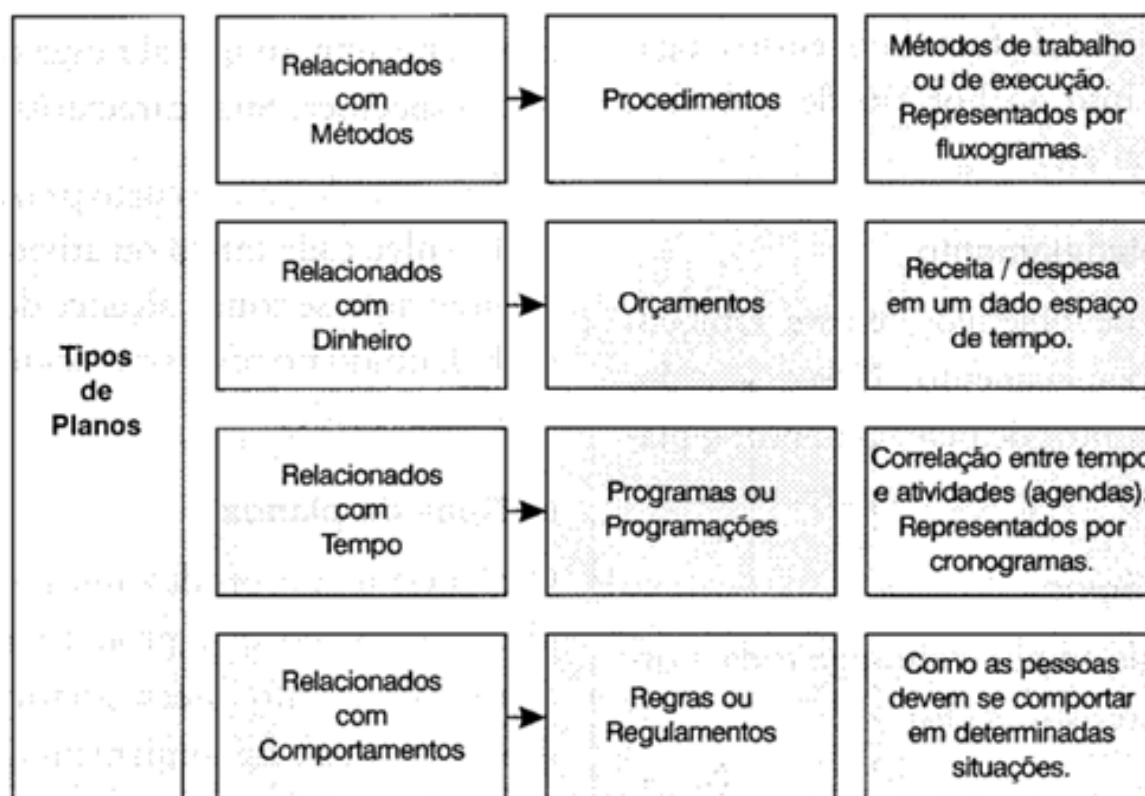 Tipos
de
Planos
Relacionados
com
Métodos
Procedimentos
Métodos de trabalho
ou de execução.
Representados por
fluxogramas.
Relacionados
com
Dinheiro
Orçamentos
Receita / despesa
em um dado espaço
de tempo.
Relacionados
com
Tempo
Programas ou
Programações
Correlação entre tempo
e atividades (agendas)
Representados por
cronogramas.
Relacionados
com
Comportamentos
Regras ou
Regulamentos
Como as pessoas
devem se comportar
em determinadas
situações.